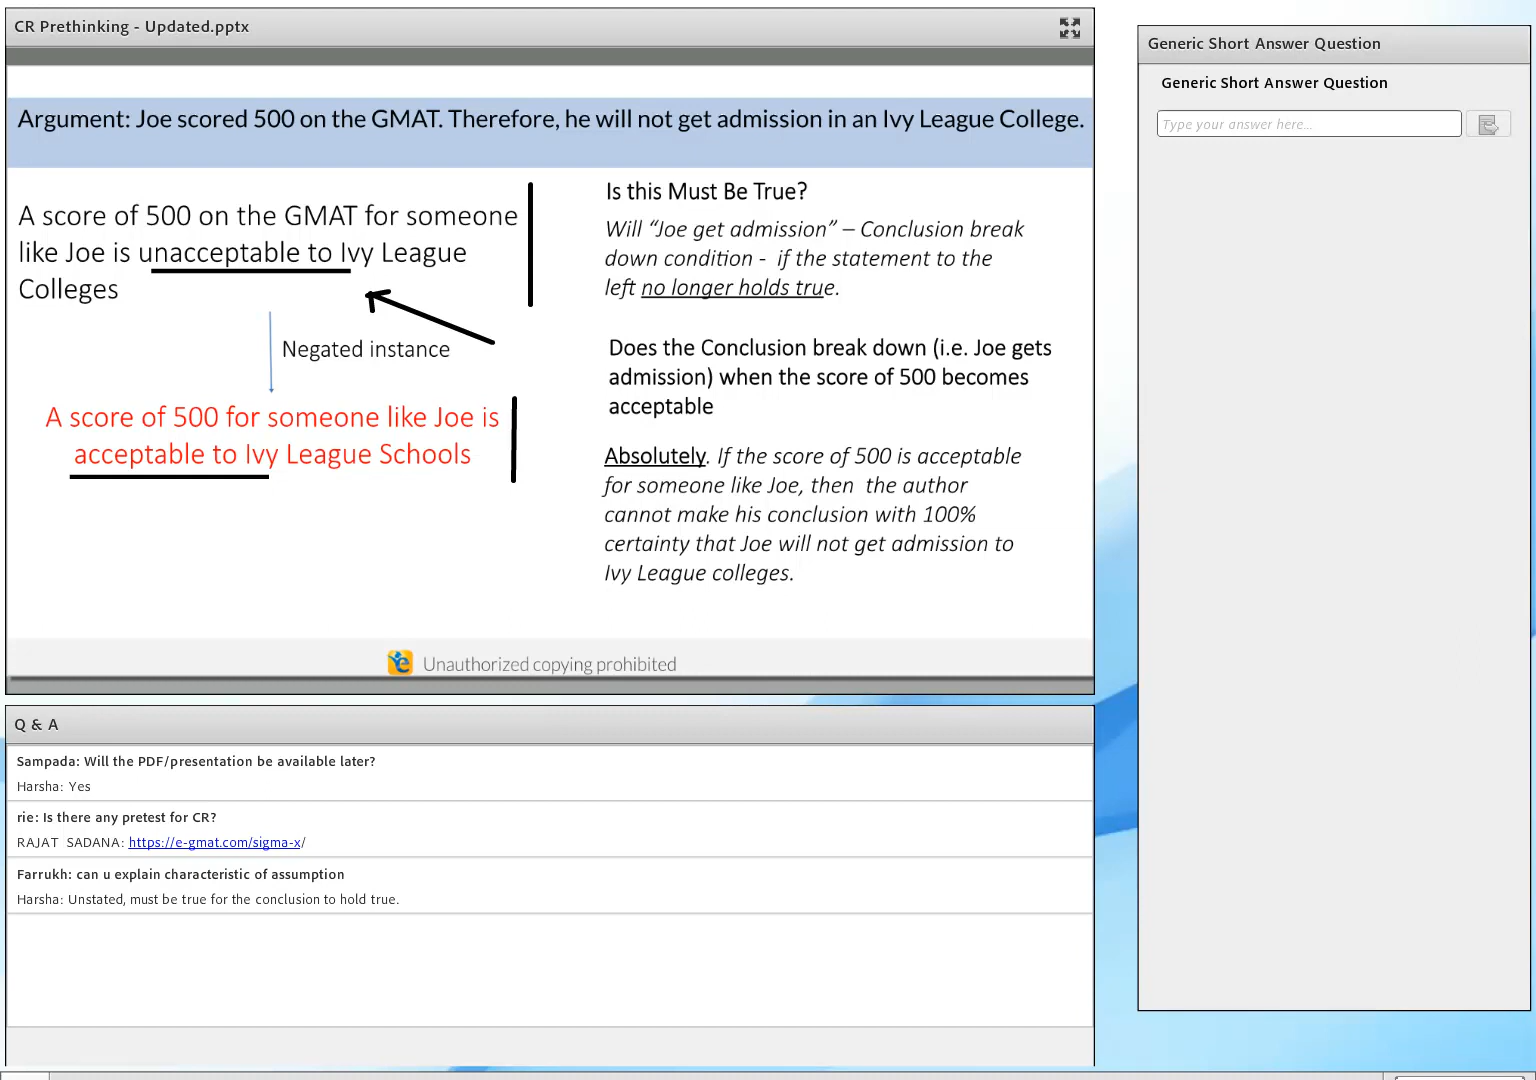 CR Prethinking - Updated.pptx
Argument: Joe scored 500 on the GMAT. Therefore, he will not get admission in an Ivy League College.
A score of 500 on the GMAT for someone
like Joe is unacceptable to Ivy League
Colleges
Negated instance
A score of 500 for someone like Joe is
acceptable to Ivy League Schools
Is this Must Be True?
Will “Joe get admission” – Conclusion break
down condition - if the statement to the
left no longer holds true.
Does the Conclusion break down (i.e. Joe gets
admission) when the score of 500 becomes
acceptable
Absolutely. If the score of 500 is acceptable
for someone like Joe, then the author
cannot make his conclusion with 100%
certainty that Joe will not get admission to
Ivy League colleges.
Unauthorized copying prohibited
Q & A
Sampada: Will the PDF/presentation be available later?
Harsha: Yes
rie: Is there any pretest for CR?
RAJAT SADANA: https://e-gmat.com/sigma-x/
Farrukh: can u explain characteristic of assumption
Harsha: Unstated, must be true for the conclusion to hold true.
Generic Short Answer Question
Generic Short Answer Question
Type your answer here...